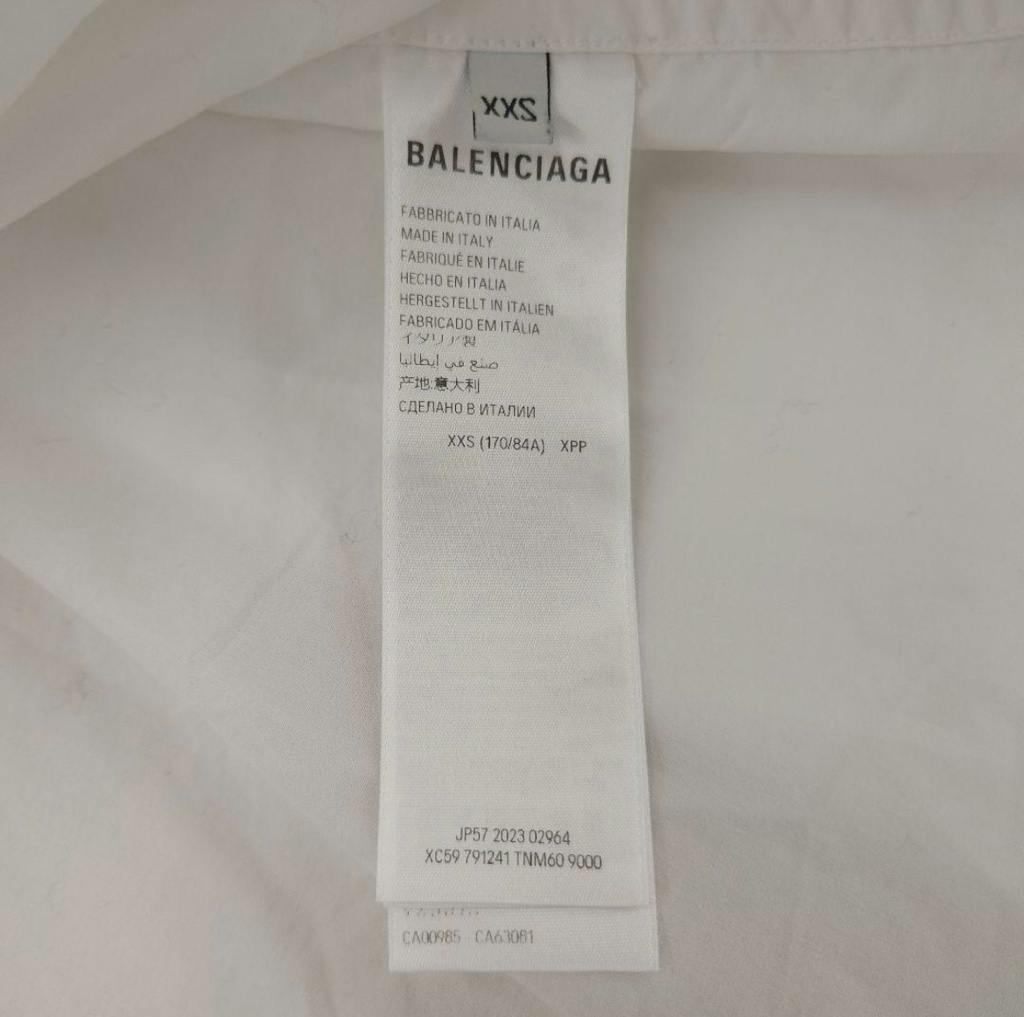 XXS
BALENCIAGA
FABBRICATO IN ITALIA
MADE IN ITALY
FABRIQUÉ EN ITALIE
HECHO EN ITALIA
HERGESTELLT IN ITALIEN
FABRICADO EM ITÁLIA
イタリア製
صنع في إيطاليا
产地:意大利
СДЕЛАНО В ИТАЛИИ
XXS (170/84A) XPP
JP57 2023 02964
XC59 791241 TNM60 9000
CA00985 CA63081